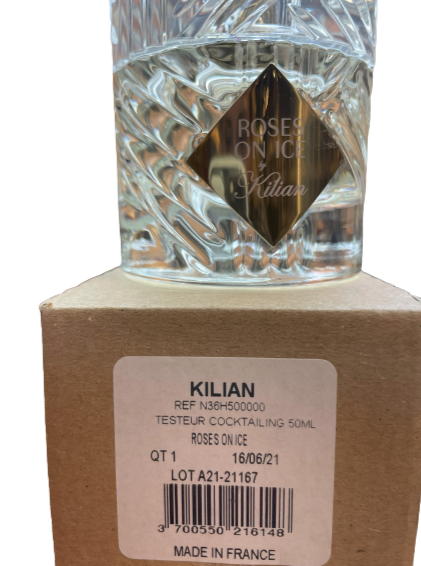 ROSES
ON ICE
by
Kilian
KILIAN
REF N36H500000
TESTEUR COCKTAILING 50ML
ROSES ON ICE
QT 1 16/06/21
LOT A21-21167
3 700550 216148
MADE IN FRANCE